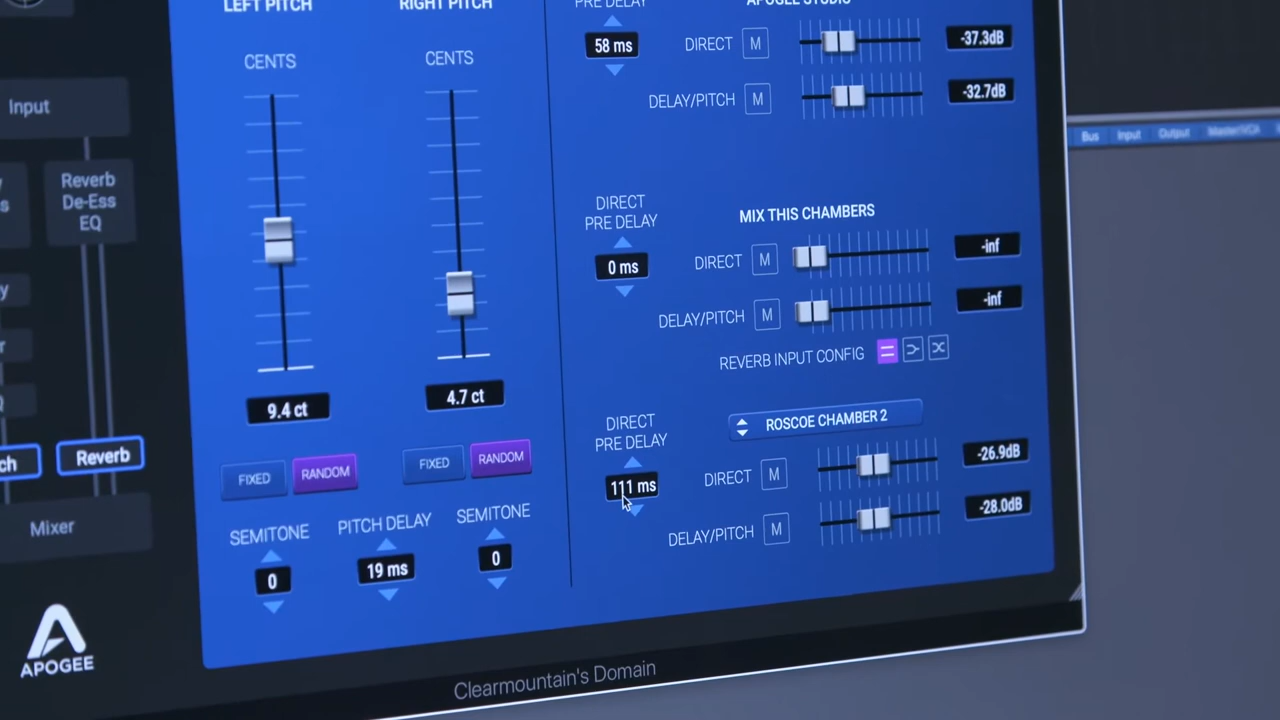 LEFT PITCH
RIGHT PITCH
PRE DELAY
APOGEE STUDIO
CENTS
CENTS
58 ms
DIRECT
M
-37.3dB
DELAY/PITCH
M
-32.7dB
Input
Bus
Input
Output
Master/VCA
Reverb
De-Ess
EQ
DIRECT
PRE DELAY
0 ms
MIX THIS CHAMBERS
DIRECT
M
-inf
DELAY/PITCH
M
-inf
REVERB INPUT CONFIG
9.4 ct
4.7 ct
FIXED
RANDOM
FIXED
RANDOM
DIRECT
PRE DELAY
111 ms
ROSCOE CHAMBER 2
DIRECT
M
-26.9dB
DELAY/PITCH
M
-28.0dB
Reverb
Mixer
SEMITONE
0
PITCH DELAY
19 ms
SEMITONE
0
APOGEE
Clearmountain's Domain